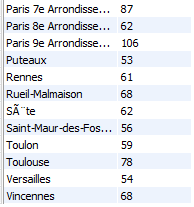 Paris 7e Arrondisse... 87
Paris 8e Arrondisse... 62
Paris 9e Arrondisse... 106
Puteaux 53
Rennes 61
Rueil-Malmaison 68
SÃ¨te 62
Saint-Maur-des-Fos... 56
Toulon 59
Toulouse 78
Versailles 54
Vincennes 68